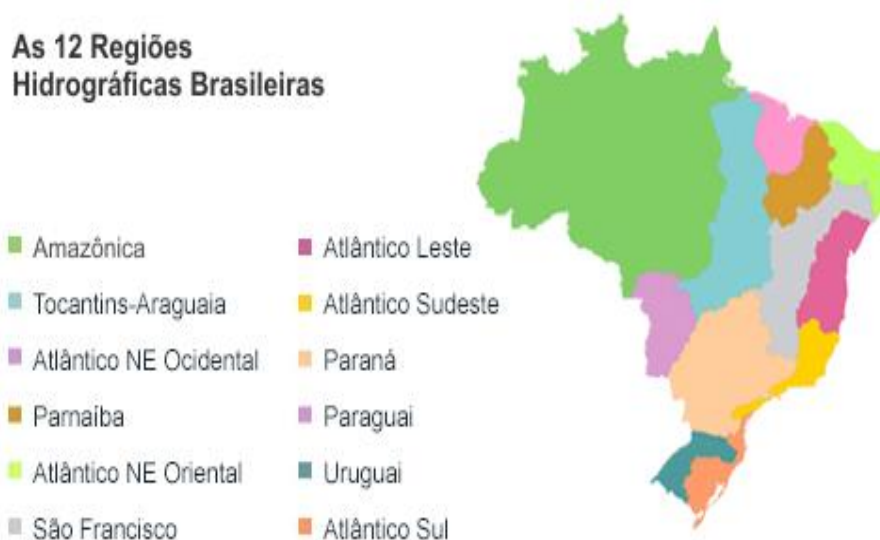 As 12 Regiões
Hidrográficas Brasileiras
Amazônica
Tocantins-Araguaia
Atlântico NE Ocidental
Parnaíba
Atlântico NE Oriental
São Francisco
Atlântico Leste
Atlântico Sudeste
Paraná
Paraguai
Uruguai
Atlântico Sul